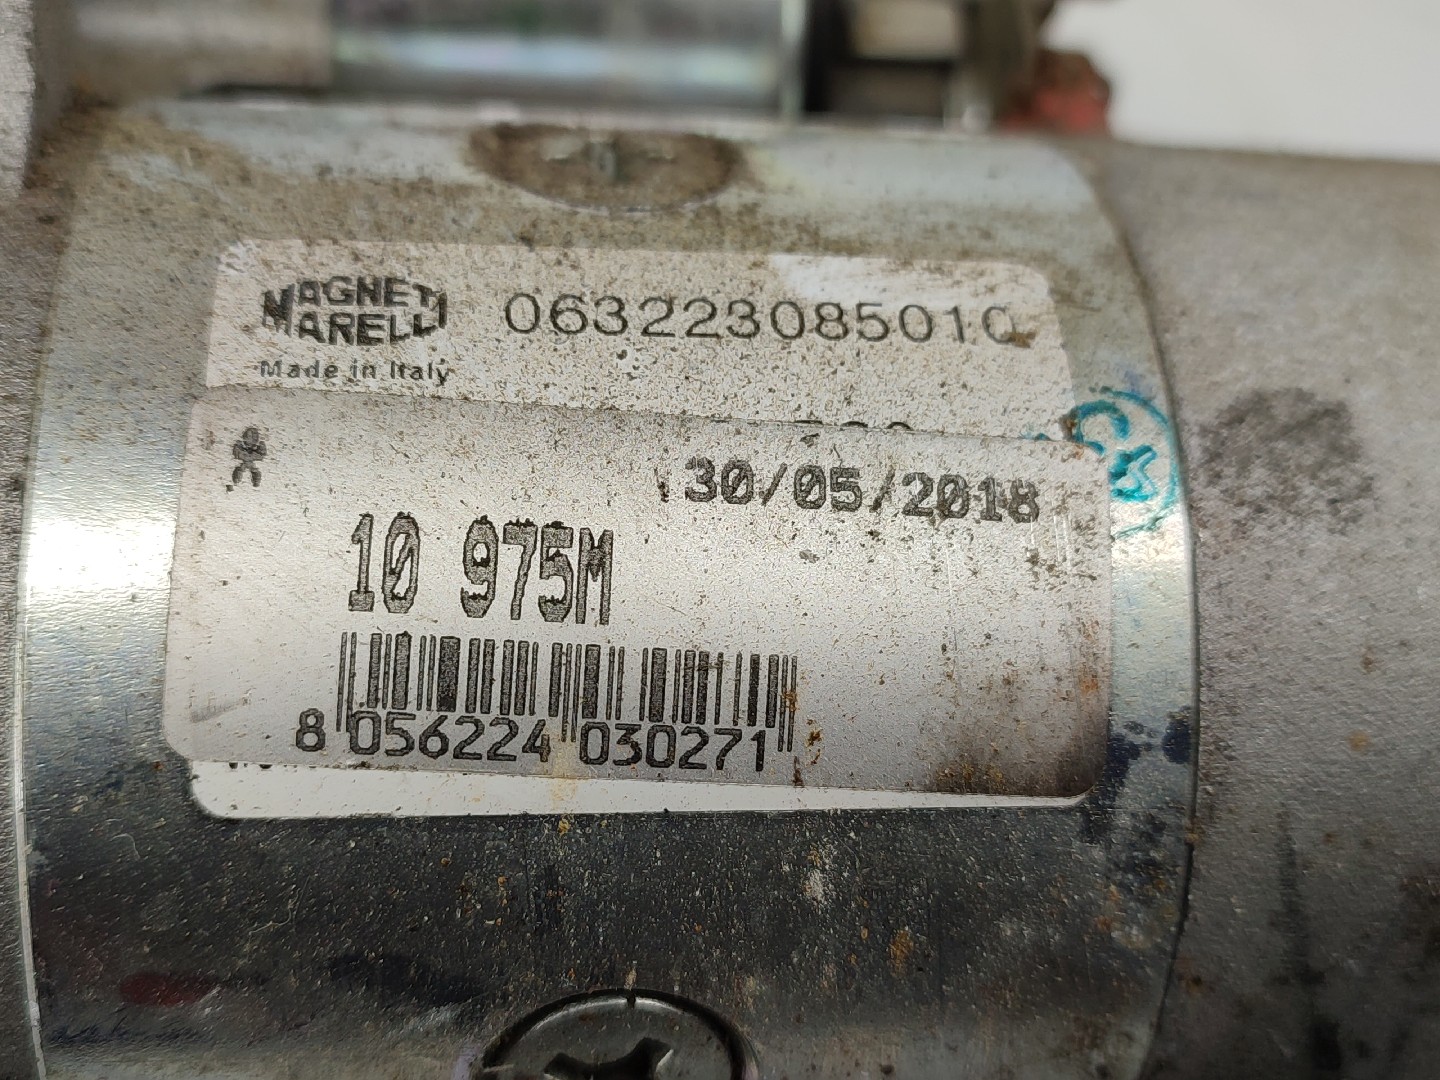 MAGNETI
MARELLI
063223085010
Made in Italy
30/05/2018
10 975M
8 056224 030271